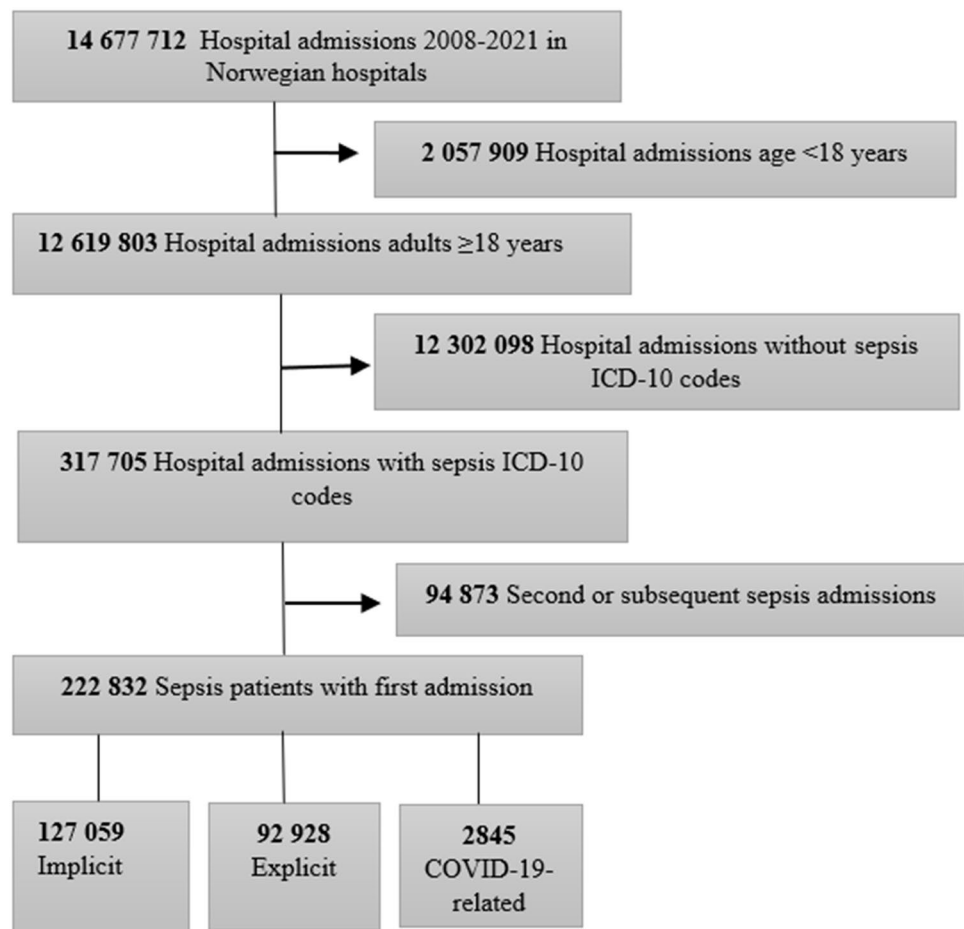 14 677 712 Hospital admissions 2008-2021 in
Norwegian hospitals
2 057 909 Hospital admissions age <18 years
12 619 803 Hospital admissions adults ≥18 years
12 302 098 Hospital admissions without sepsis
ICD-10 codes
317 705 Hospital admissions with sepsis ICD-10
codes
94 873 Second or subsequent sepsis admissions
222 832 Sepsis patients with first admission
127 059
Implicit
92 928
Explicit
2845
COVID-19-
related